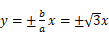 y = ± b/a x = ±√3x